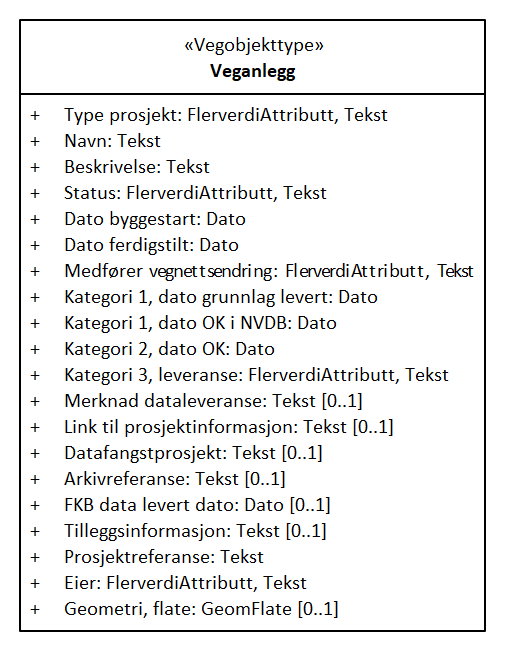 «Vegobjekttype»
Veganlegg
+ Type prosjekt: FlerverdiAttributt, Tekst
+ Navn: Tekst
+ Beskrivelse: Tekst
+ Status: FlerverdiAttributt, Tekst
+ Dato byggestart: Dato
+ Dato ferdigstilt: Dato
+ Medfører vegnettsendring: FlerverdiAttributt, Tekst
+ Kategori 1, dato grunnlag levert: Dato
+ Kategori 1, dato OK i NVDB: Dato
+ Kategori 2, dato OK: Dato
+ Kategori 3, leveranse: FlerverdiAttributt, Tekst
+ Merknad dataleveranse: Tekst [0..1]
+ Link til prosjektinformasjon: Tekst [0..1]
+ Datafangstprosjekt: Tekst [0..1]
+ Arkivreferanse: Tekst [0..1]
+ FKB data levert dato: Dato [0..1]
+ Tilleggsinformasjon: Tekst [0..1]
+ Prosjektreferanse: Tekst
+ Eier: FlerverdiAttributt, Tekst
+ Geometri, flate: GeomFlate [0..1]